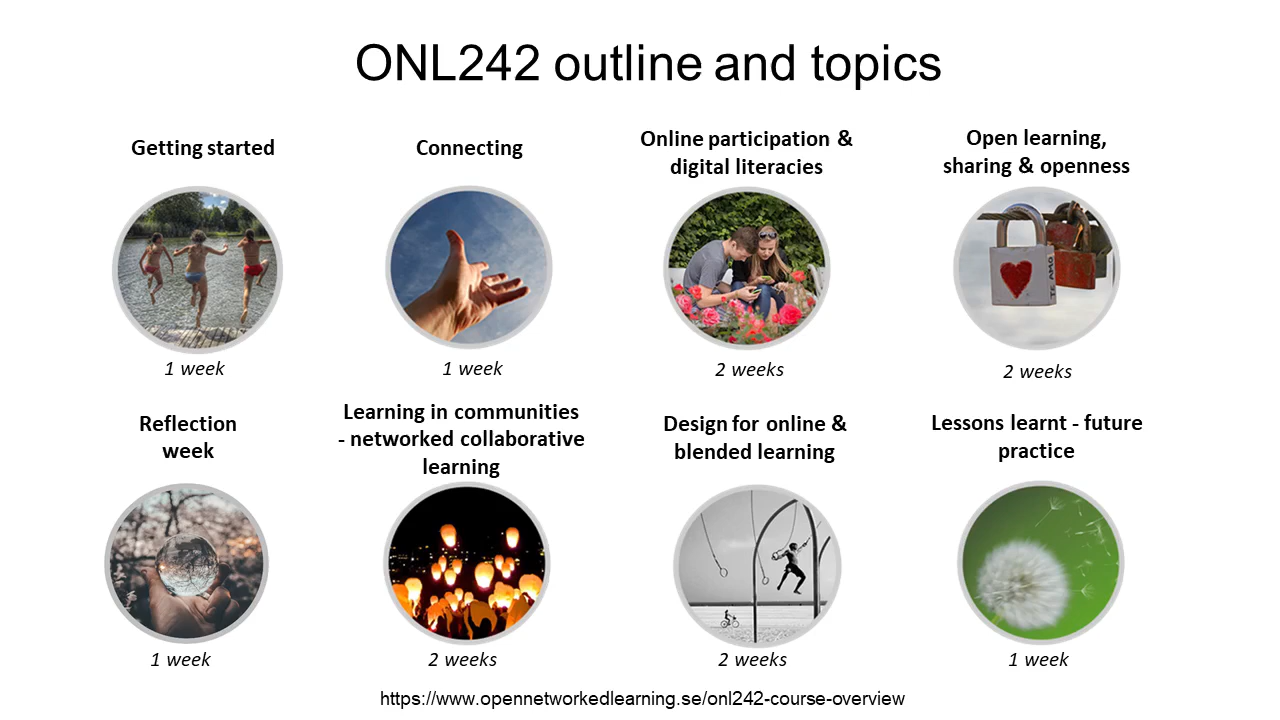 ONL242 outline and topics
Getting started
Connecting
Online participation &
digital literacies
Open learning,
sharing & openness
TE AMO
1 week
1 week
2 weeks
2 weeks
Reflection
week
Learning in communities
- networked collaborative
learning
Design for online &
blended learning
Lessons learnt - future
practice
1 week
2 weeks
2 weeks
1 week
https://www.opennetworkedlearning.se/onl242-course-overview